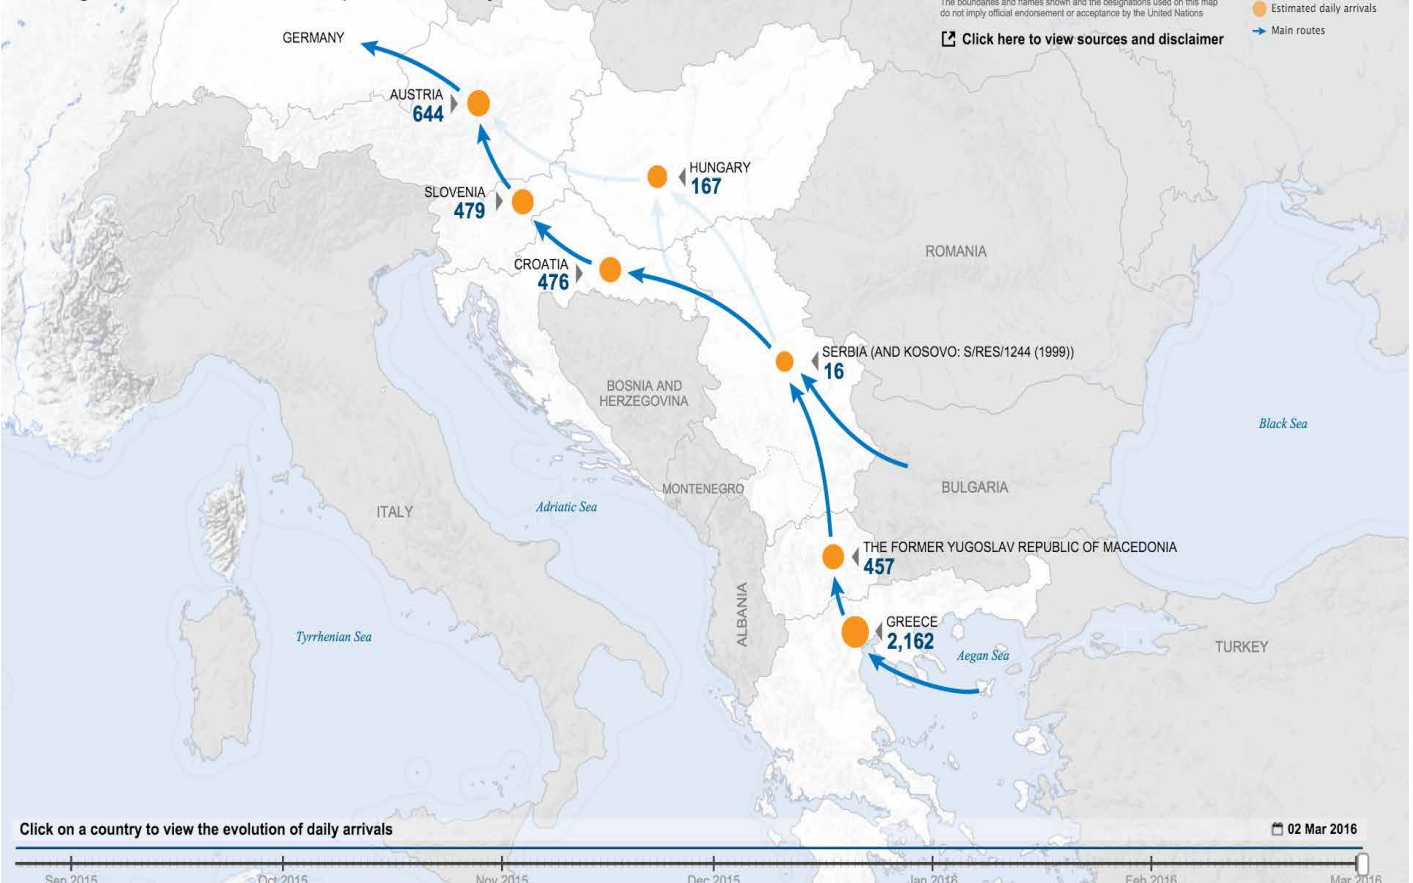 The boundaries and names shown and the designations used on this map
do not imply official endorsement or acceptance by the United Nations
Click here to view sources and disclaimer
Estimated daily arrivals
Main routes
GERMANY
AUSTRIA
644
HUNGARY
167
SLOVENIA
479
CROATIA
476
ROMANIA
SERBIA (AND KOSOVO: S/RES/1244 (1999))
16
BOSNIA AND
HERZEGOVINA
Black Sea
MONTENEGRO
BULGARIA
ITALY
Adriatic Sea
THE FORMER YUGOSLAV REPUBLIC OF MACEDONIA
457
ALBANIA
GREECE
2,162
Aegan Sea
Tyrrhenian Sea
TURKEY
Click on a country to view the evolution of daily arrivals
02 Mar 2016
Sep 2015
Oct 2015
Nov 2015
Dec 2015
Jan 2016
Feb 2016
Mar 2016